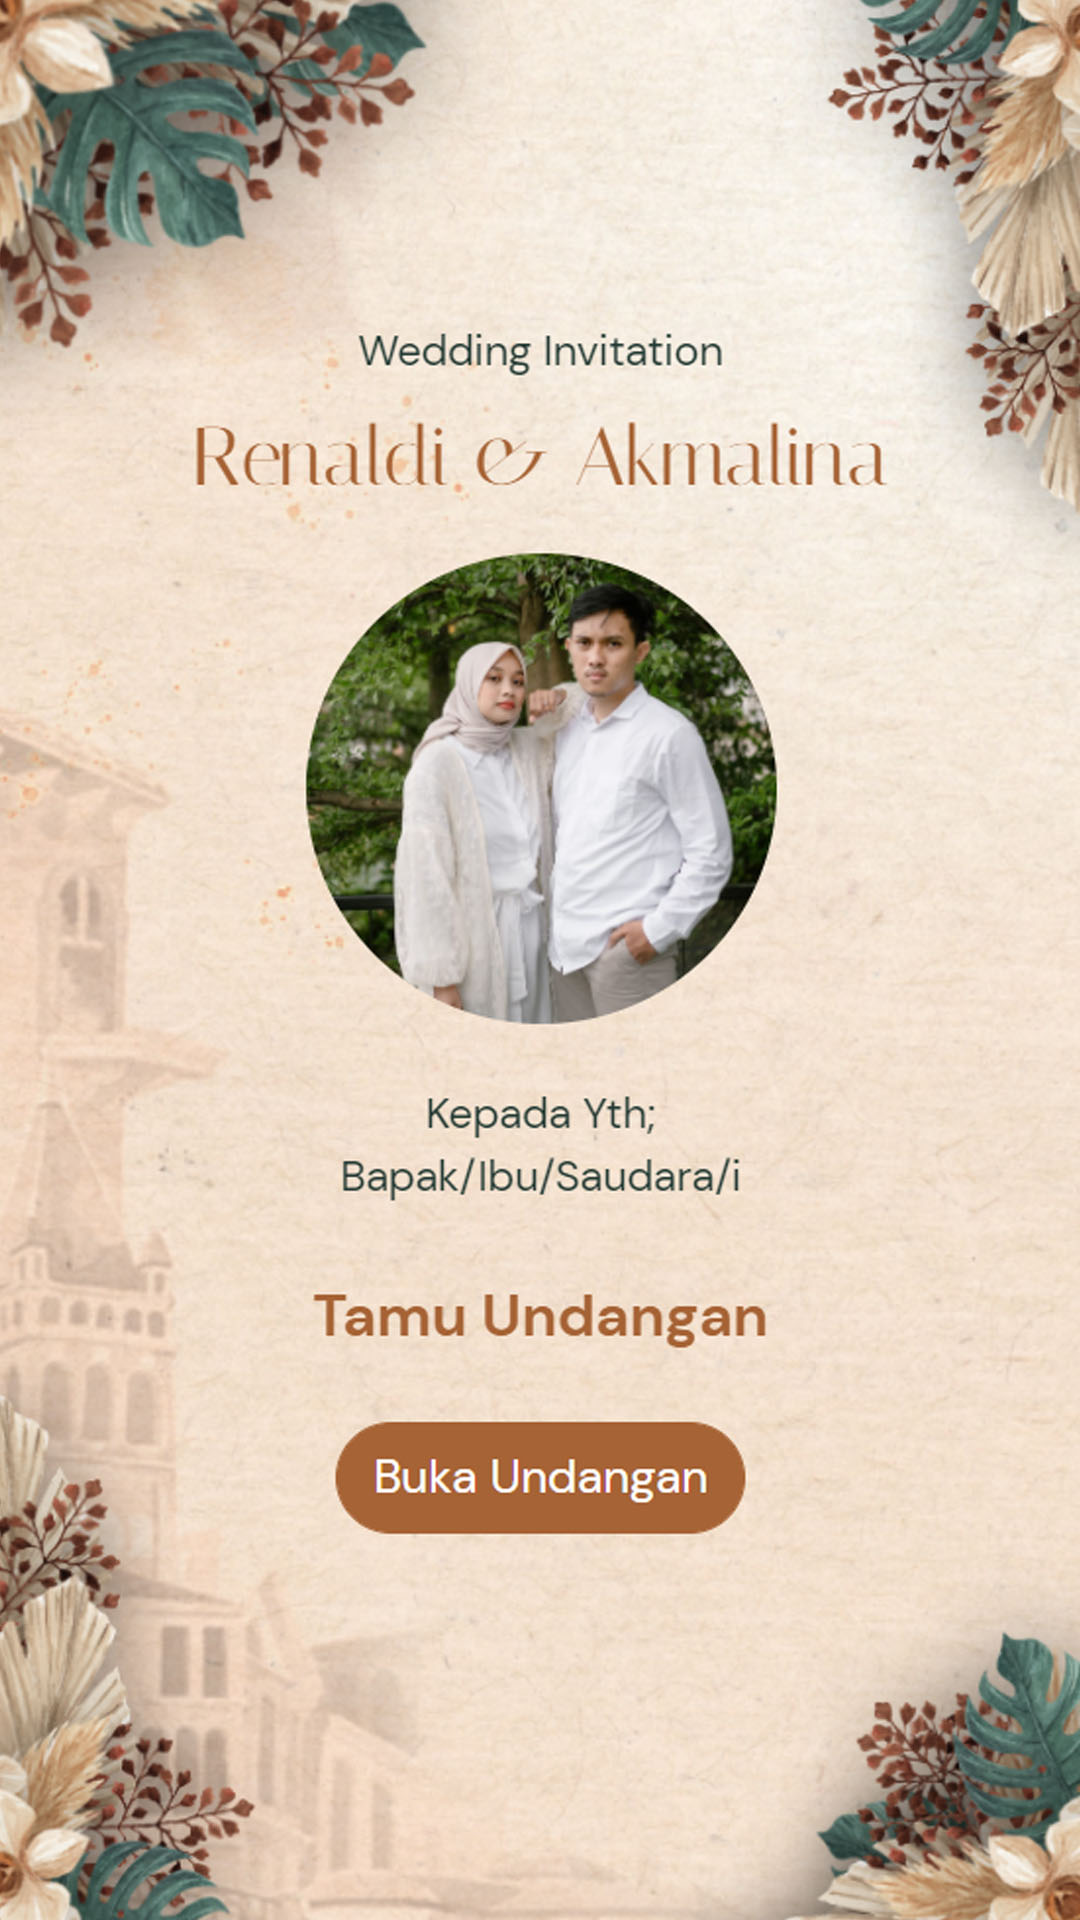 Wedding Invitation
Renaldi & Akmalina
Kepada Yth;
Bapak/Ibu/Saudara/i
Tamu Undangan
Buka Undangan